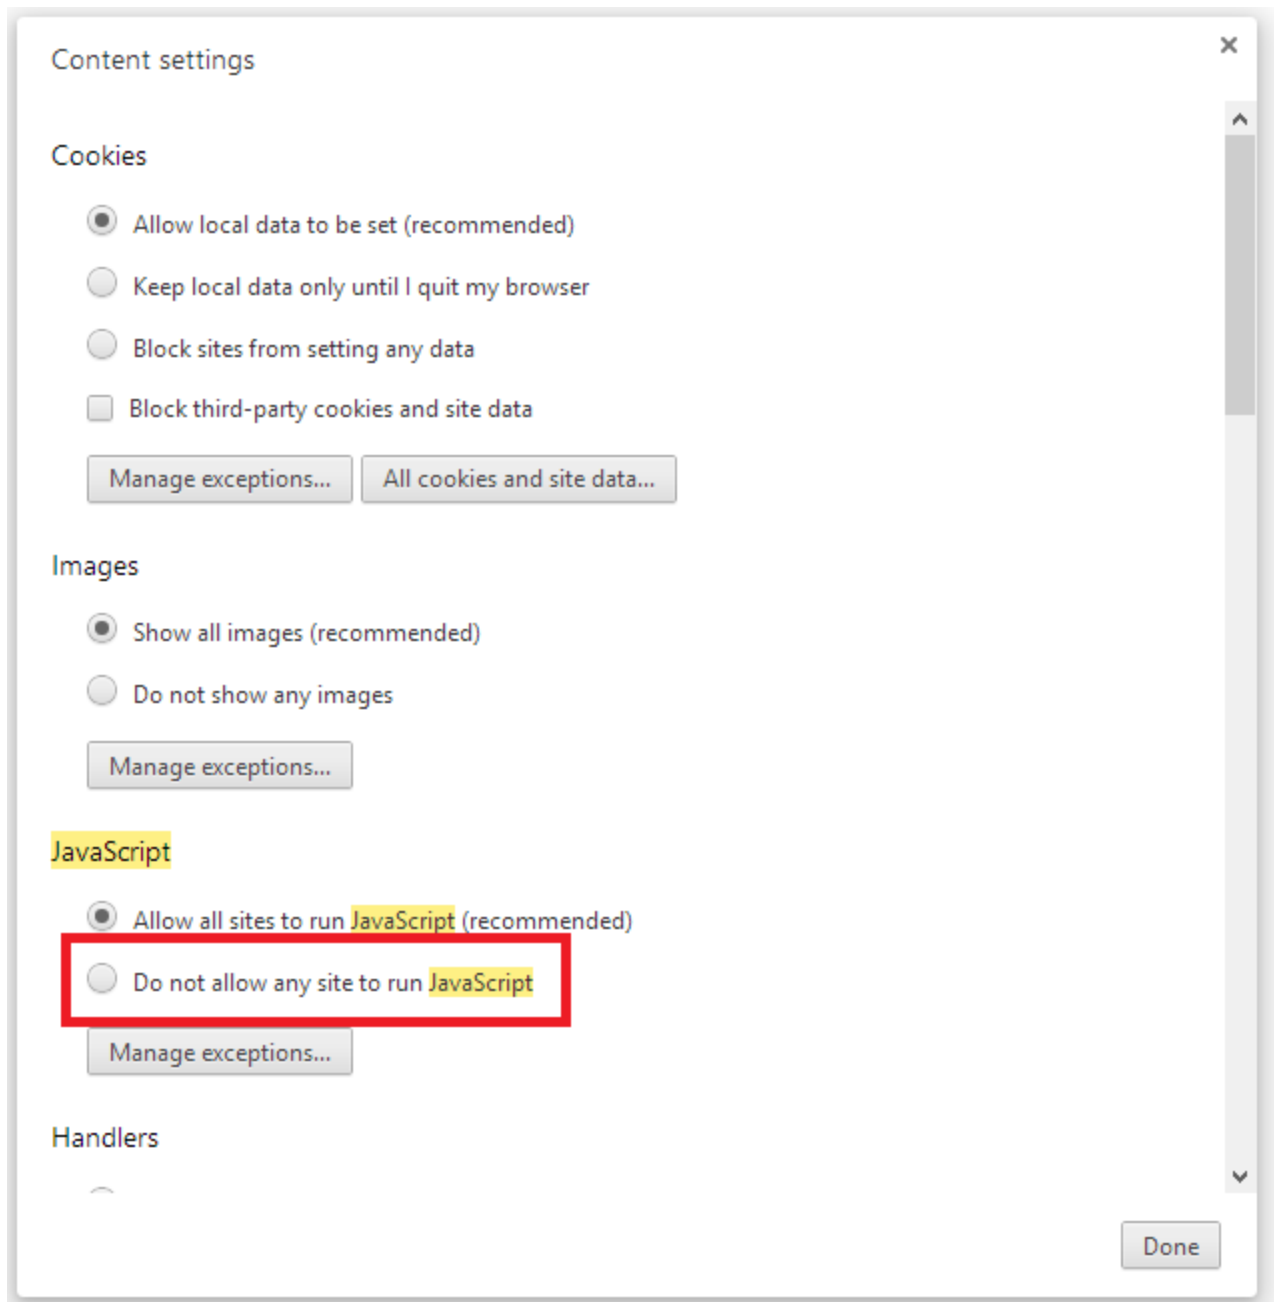 Content settings
Cookies
Allow local data to be set (recommended)
Keep local data only until I quit my browser
Block sites from setting any data
Block third-party cookies and site data
Manage exceptions... All cookies and site data...
Images
Show all images (recommended)
Do not show any images
Manage exceptions...
JavaScript
Allow all sites to run JavaScript (recommended)
Do not allow any site to run JavaScript
Manage exceptions...
Handlers
Done